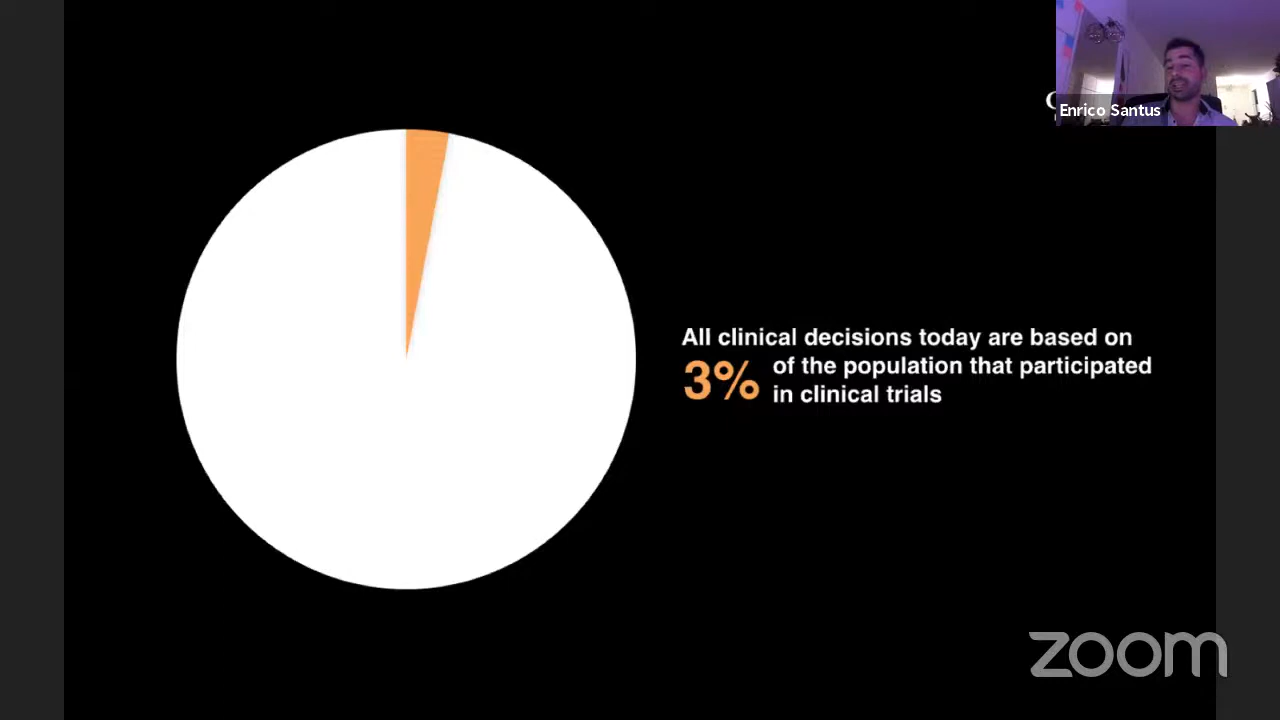 Enrico Santus
All clinical decisions today are based on
3% of the population that participated
in clinical trials
zoom